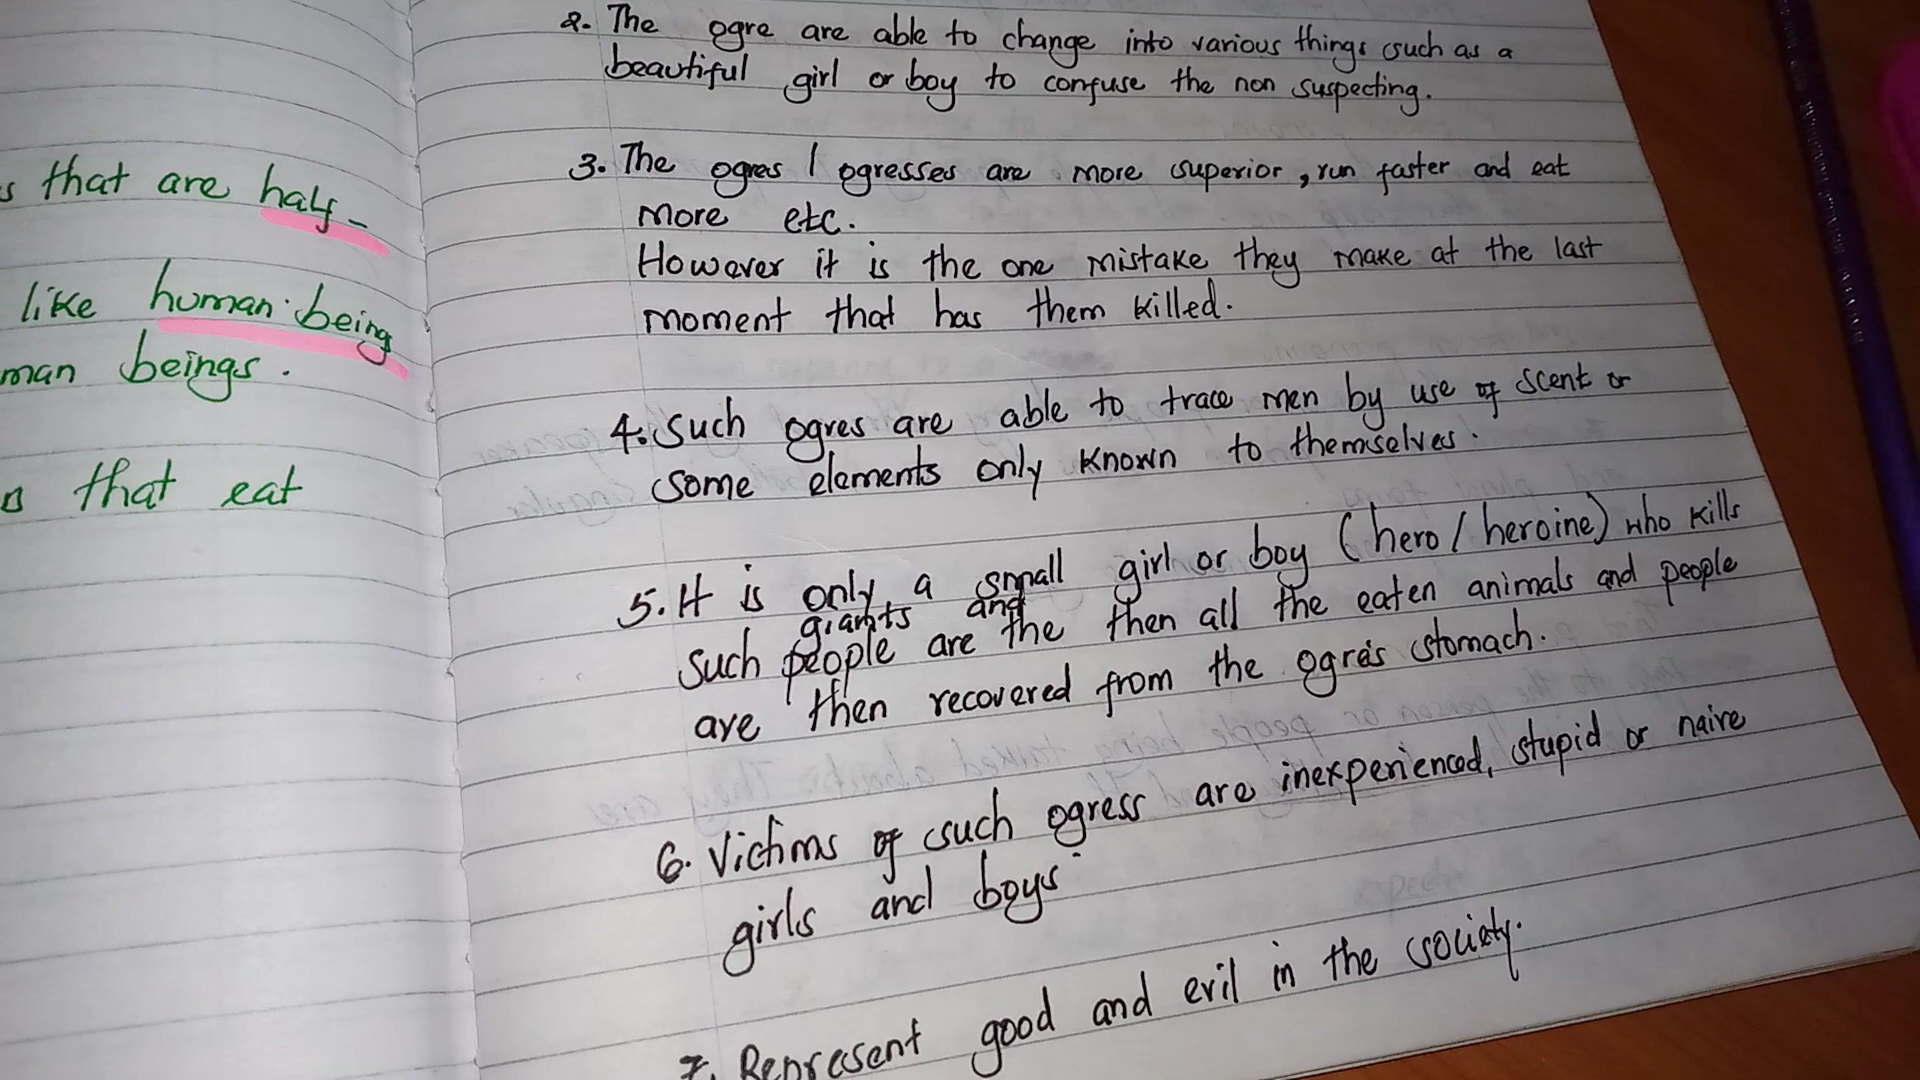 s that are half-
like human being
man beings.
that eat
2. The ogre are able to change into various things such as a
beautiful girl or boy to confuse the non suspecting.
3. The ogres / ogresses are more superior, run faster and eat
more etc.
However it is the one mistake they make at the last
moment that has them killed.
4. Such ogres are able to trace men by use of scent or
some elements only known to themselves.
5. It is only a small girl or boy (hero / heroine) who kills
giants and
such people are the then all the eaten animals and people
are then recovered from the ogre's stomach.
6. Victims of such ogress are inexperienced, stupid or naive
girls and boys
7. Represent good and evil in the society.